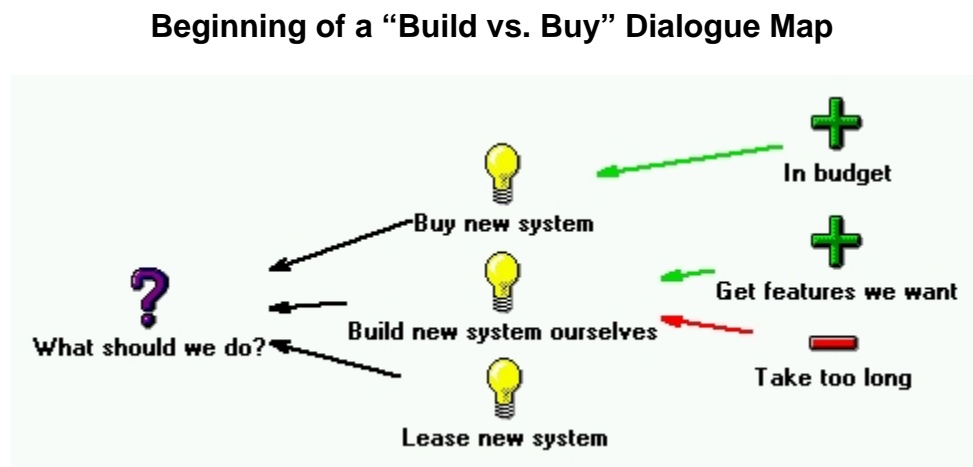 Beginning of a “Build vs. Buy” Dialogue Map
In budget
Buy new system
Get features we want
Build new system ourselves
What should we do?
Take too long
Lease new system